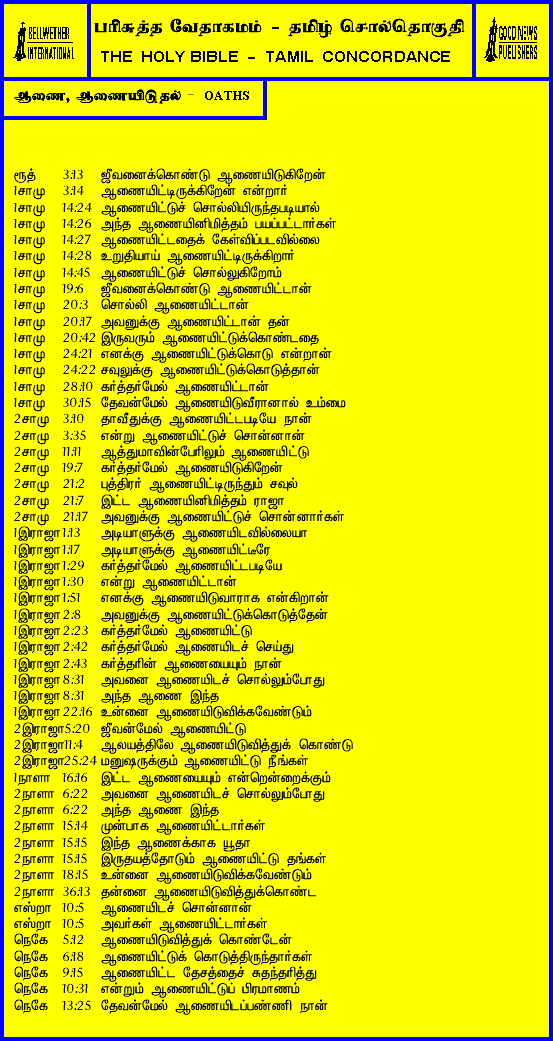 BELLWETHER
INTERNATIONAL
பரிசுத்த வேதாகமம் - தமிழ் சொல்தொகுதி
THE HOLY BIBLE - TAMIL CONCORDANCE
GOOD NEWS
PUBLISHERS
ஆணை, ஆணையிடுதல் - OATHS
ரூத் 3:13 ஜீவனைக்கொண்டு ஆணையிடுகிறேன்
1சாமு 3:14 ஆணையிட்டிருக்கிறேன் என்றார்
1சாமு 14:24 ஆணையிட்டுச் சொல்லியிருந்தபடியால்
1சாமு 14:26 அந்த ஆணையினிமித்தம் பயப்பட்டார்கள்
1சாமு 14:27 ஆணையிட்டதைக் கேள்விப்படவில்லை
1சாமு 14:28 உறுதியாய் ஆணையிட்டிருக்கிறார்
1சாமு 14:45 ஆணையிட்டுச் சொல்லுகிறோம்
1சாமு 19:6 ஜீவனைக்கொண்டு ஆணையிட்டான்
1சாமு 20:3 சொல்லி ஆணையிட்டான்
1சாமு 20:17 அவனுக்கு ஆணையிட்டான் தன்
1சாமு 20:42 இருவரும் ஆணையிட்டுக்கொண்டதை
1சாமு 24:21 எனக்கு ஆணையிட்டுக்கொடு என்றான்
1சாமு 24:22 சவுலுக்கு ஆணையிட்டுக்கொடுத்தான்
1சாமு 28:10 கர்த்தர்மேல் ஆணையிட்டான்
1சாமு 30:15 தேவன்மேல் ஆணையிடுவீரானால் உம்மை
2சாமு 3:10 தாவீதுக்கு ஆணையிட்டபடியே நான்
2சாமு 3:35 என்று ஆணையிட்டுச் சொன்னான்
2சாமு 11:11 ஆத்துமாவின்பேரிலும் ஆணையிட்டு
2சாமு 19:7 கர்த்தர்மேல் ஆணையிடுகிறேன்
2சாமு 21:2 புத்திரர் ஆணையிட்டிருந்தும் சவுல்
2சாமு 21:7 இட்ட ஆணையினிமித்தம் ராஜா
2சாமு 21:17 அவனுக்கு ஆணையிட்டுச் சொன்னார்கள்
1இராஜா 1:13 அடியாளுக்கு ஆணையிடவில்லையா
1இராஜா 1:17 அடியாளுக்கு ஆணையிட்டீரே
1இராஜா 1:29 கர்த்தர்மேல் ஆணையிட்டபடியே
1இராஜா 1:30 என்று ஆணையிட்டான்
1இராஜா 1:51 எனக்கு ஆணையிடுவாராக என்கிறான்
1இராஜா 2:8 அவனுக்கு ஆணையிட்டுக்கொடுத்தேன்
1இராஜா 2:23 கர்த்தர்மேல் ஆணையிட்டு
1இராஜா 2:42 கர்த்தர்மேல் ஆணையிடச் செய்து
1இராஜா 2:43 கர்த்தரின் ஆணையையும் நான்
1இராஜா 8:31 அவனை ஆணையிடச் சொல்லும்போது
1இராஜா 8:31 அந்த ஆணை இந்த
1இராஜா 22:16 உன்னை ஆணையிடுவிக்கவேண்டும்
2இராஜா5:20 ஜீவன்மேல் ஆணையிட்டு
2இராஜா11:4 ஆலயத்திலே ஆணையிடுவித்துக் கொண்டு
2இராஜா25:24 மனுஷருக்கும் ஆணையிட்டு நீங்கள்
1நாளா 16:16 இட்ட ஆணையையும் என்றென்றைக்கும்
2நாளா 6:22 அவனை ஆணையிடச் சொல்லும்போது
2நாளா 6:22 அந்த ஆணை இந்த
2நாளா 15:14 முன்பாக ஆணையிட்டார்கள்
2நாளா 15:15 இந்த ஆணைக்காக யூதா
2நாளா 15:15 இருதயத்தோடும் ஆணையிட்டு தங்கள்
2நாளா 18:15 உன்னை ஆணையிடுவிக்கவேண்டும்
2நாளா 36:13 தன்னை ஆணையிடுவித்துக்கொண்ட
எஸ்றா 10:5 ஆணையிடச் சொன்னான்
எஸ்றா 10:5 அவர்கள் ஆணையிட்டார்கள்
நெகே 5:12 ஆணையிடுவித்துக் கொண்டேன்
நெகே 6:18 ஆணையிட்டுக் கொடுத்திருந்தார்கள்
நெகே 9:15 ஆணையிட்ட தேசத்தைச் சுதந்தரித்து
நெகே 10:31 என்றும் ஆணையிட்டுப் பிரமாணம்
நெகே 13:25 தேவன்மேல் ஆணையிடப்பண்ணி நான்